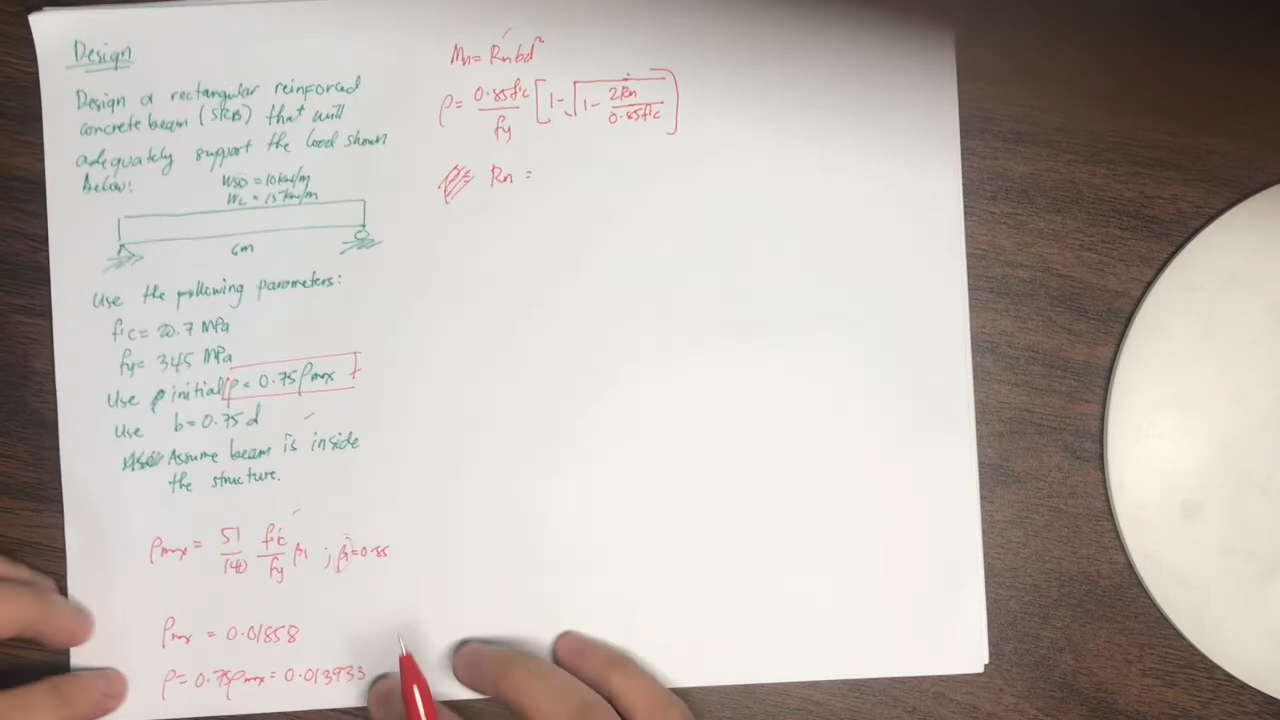 Design
Design a rectangular reinforced
concrete beam (SRB) that will
adequately support the load shown
Below:
WSD = 10 kN/m
WL = 15 kN/m
6m
Use the following parameters:
f'c = 20.7 MPa
fy = 345 MPa
Use initial ρ = 0.75ρmax
Use b = 0.75 d
Assume beam is inside
the structure.
ρmax = 51/140 f'c/fy β1 ; β1 = 0.85
ρmax = 0.01858
ρ = 0.75ρmax = 0.013933
Mn = Rnbd²
ρ = 0.85f'c/fy [1 - √(1 - 2Rn/0.85f'c)]
Rn =